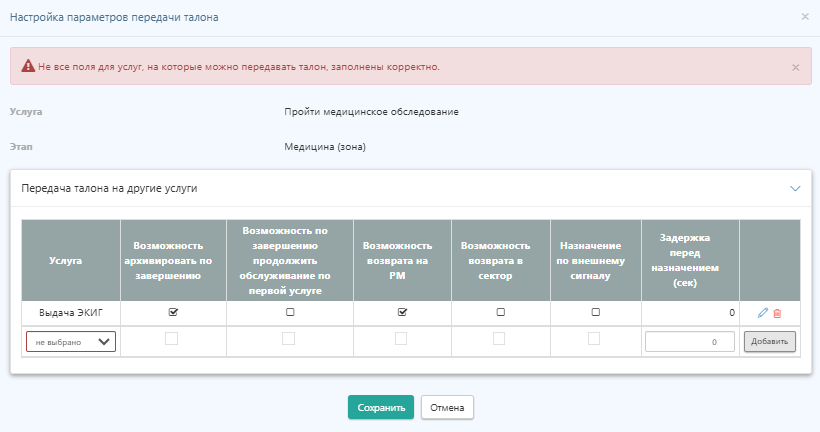 Настройка параметров передачи талона
Не все поля для услуг, на которые можно передавать талон, заполнены корректно.
Услуга
Пройти медицинское обследование
Этап
Медицина (зона)
Передача талона на другие услуги
Услуга
Возможность
архивировать по
завершению
Возможность по
завершению
продолжить
обслуживание по
первой услуге
Возможность
возврата на
РМ
Возможность
возврата в
сектор
Назначение
по внешнему
сигналу
Задержка
перед
назначением
(сек)
Выдача ЭКИГ
0
не выбрано
0
Добавить
Сохранить
Отмена